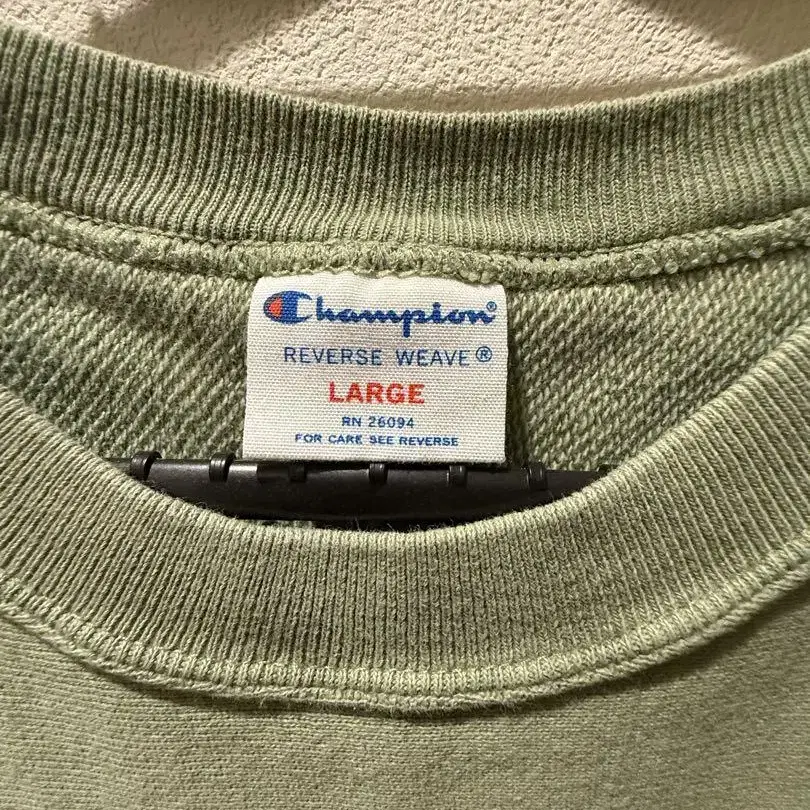 Champion®
REVERSE WEAVE®
LARGE
RN 26094
FOR CARE SEE REVERSE